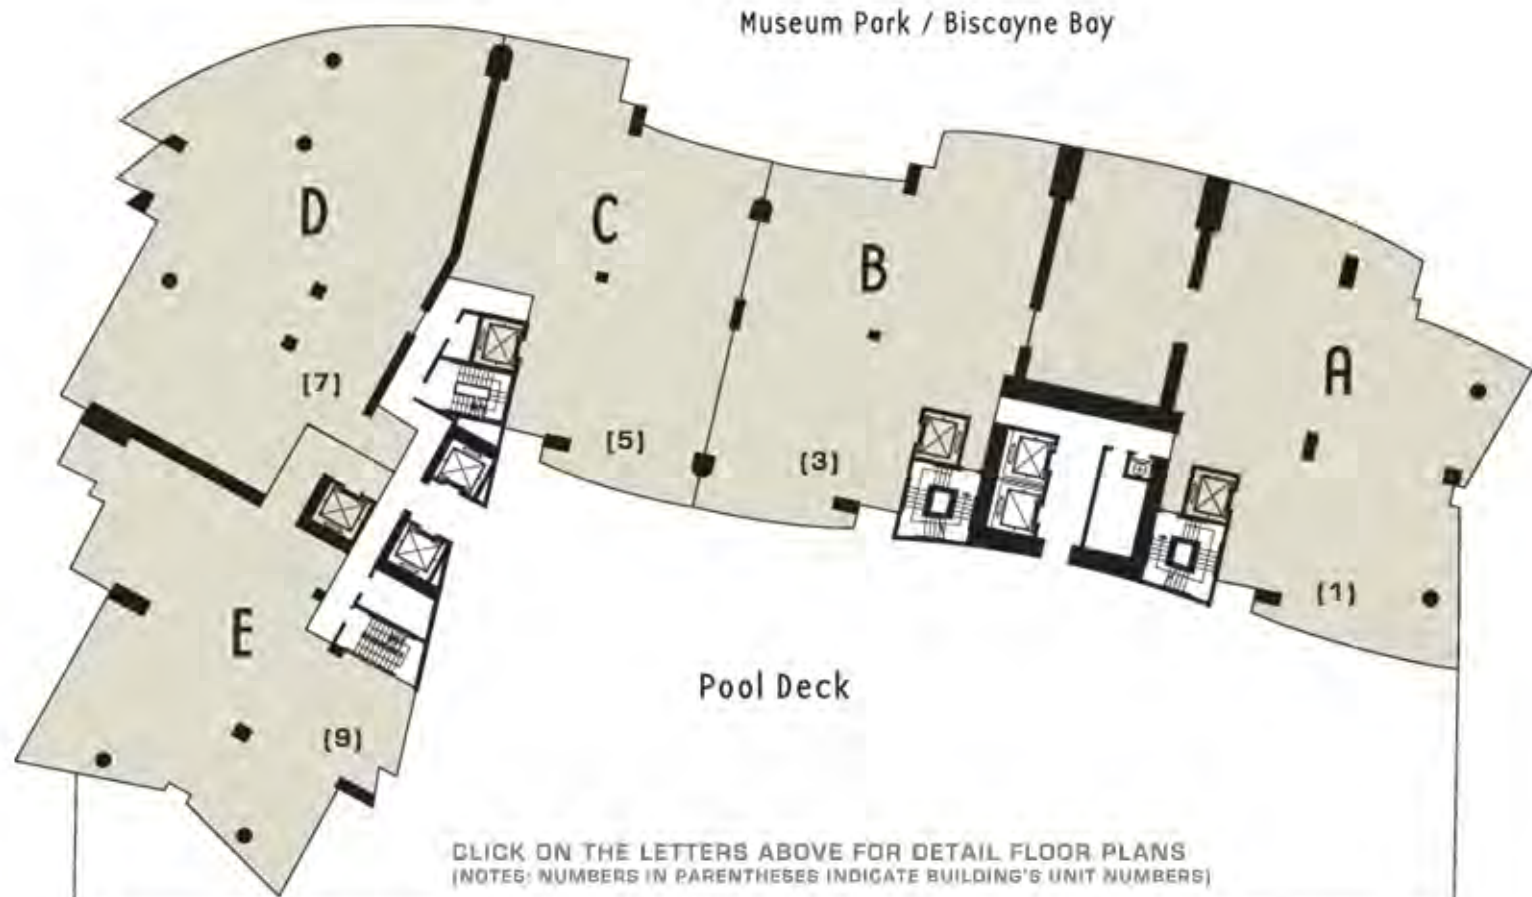 Museum Park / Biscayne Bay
D
C
B
A
[7]
[5]
[3]
E
[1]
Pool Deck
[9]
CLICK ON THE LETTERS ABOVE FOR DETAIL FLOOR PLANS
[NOTES: NUMBERS IN PARENTHESES INDICATE BUILDING'S UNIT NUMBERS]